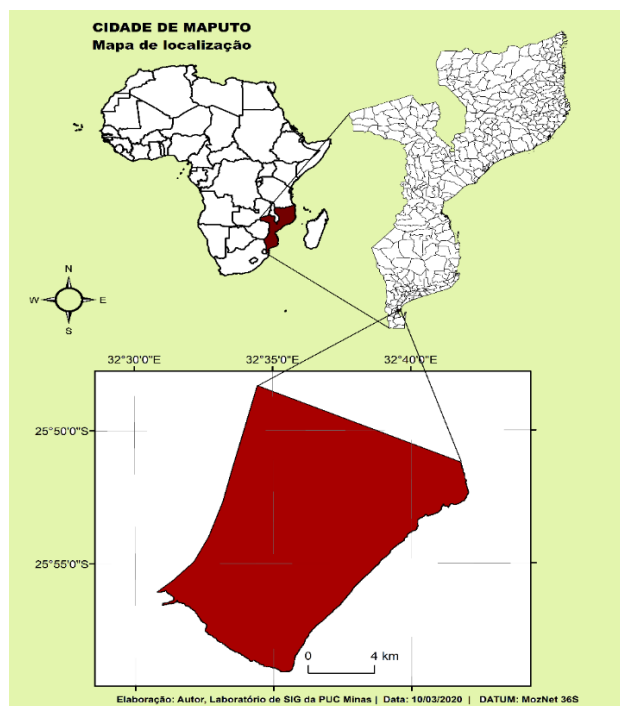 CIDADE DE MAPUTO
Mapa de localização
N
W E
S
32°30'0"E 32°35'0"E 32°40'0"E
25°50'0"S
25°55'0"S
0 4 km
Elaboração: Autor, Laboratório de SIG da PUC Minas | Data: 10/03/2020 | DATUM: MozNet 36S